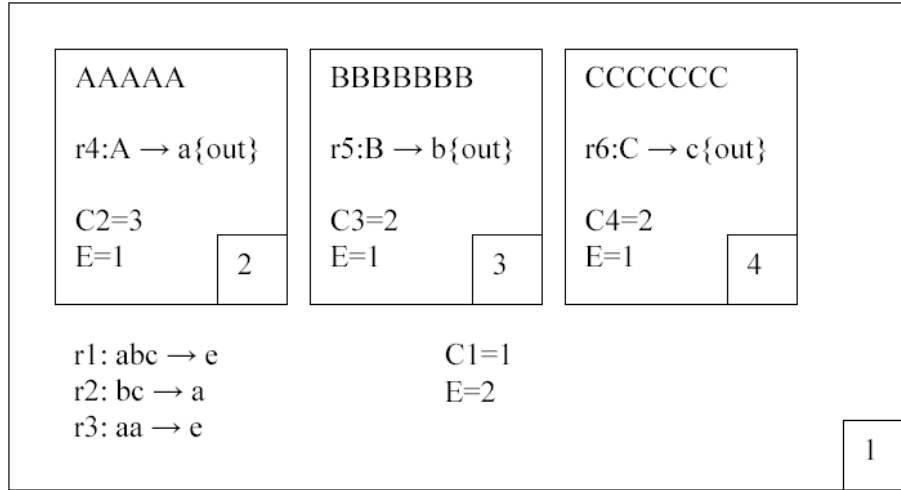 AAAAA
r4:A → a{out}
C2=3
E=1
2
BBBBBBB
r5:B → b{out}
C3=2
E=1
3
CCCCCCC
r6:C → c{out}
C4=2
E=1
4
r1: abc → e
r2: bc → a
r3: aa → e
C1=1
E=2
1